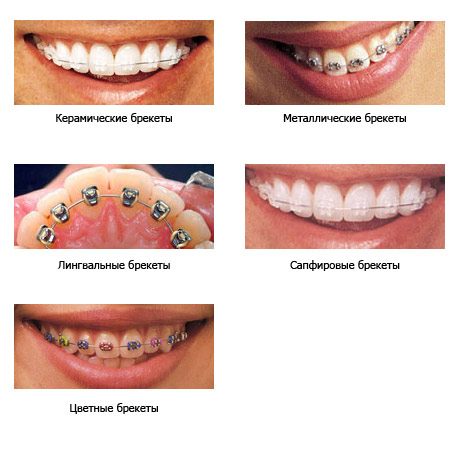 Керамические брекеты
Металлические брекеты
Лингвальные брекеты
Сапфировые брекеты
Цветные брекеты